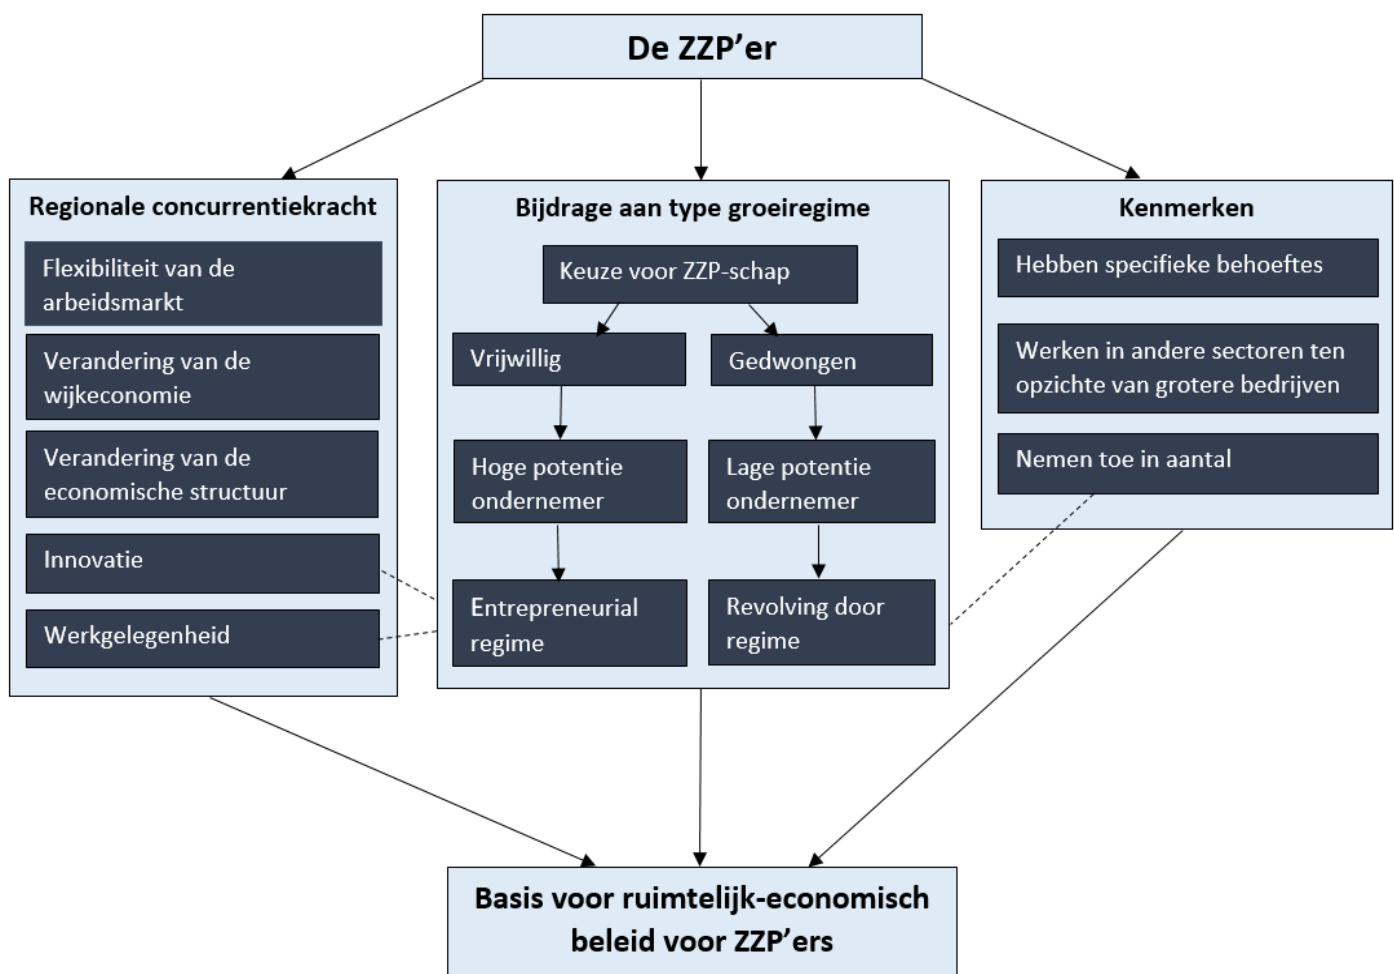 De ZZP'er
Regionale concurrentiekracht
Flexibiliteit van de
arbeidsmarkt
Verandering van de
wijkeconomie
Verandering van de
economische structuur
Innovatie
Werkgelegenheid
Bijdrage aan type groeiregime
Keuze voor ZZP-schap
Vrijwillig
Gedwongen
Hoge potentie
ondernemer
Lage potentie
ondernemer
Entrepreneurial
regime
Revolving door
regime
Kenmerken
Hebben specifieke behoeftes
Werken in andere sectoren ten
opzichte van grotere bedrijven
Nemen toe in aantal
Basis voor ruimtelijk-economisch
beleid voor ZZP'ers